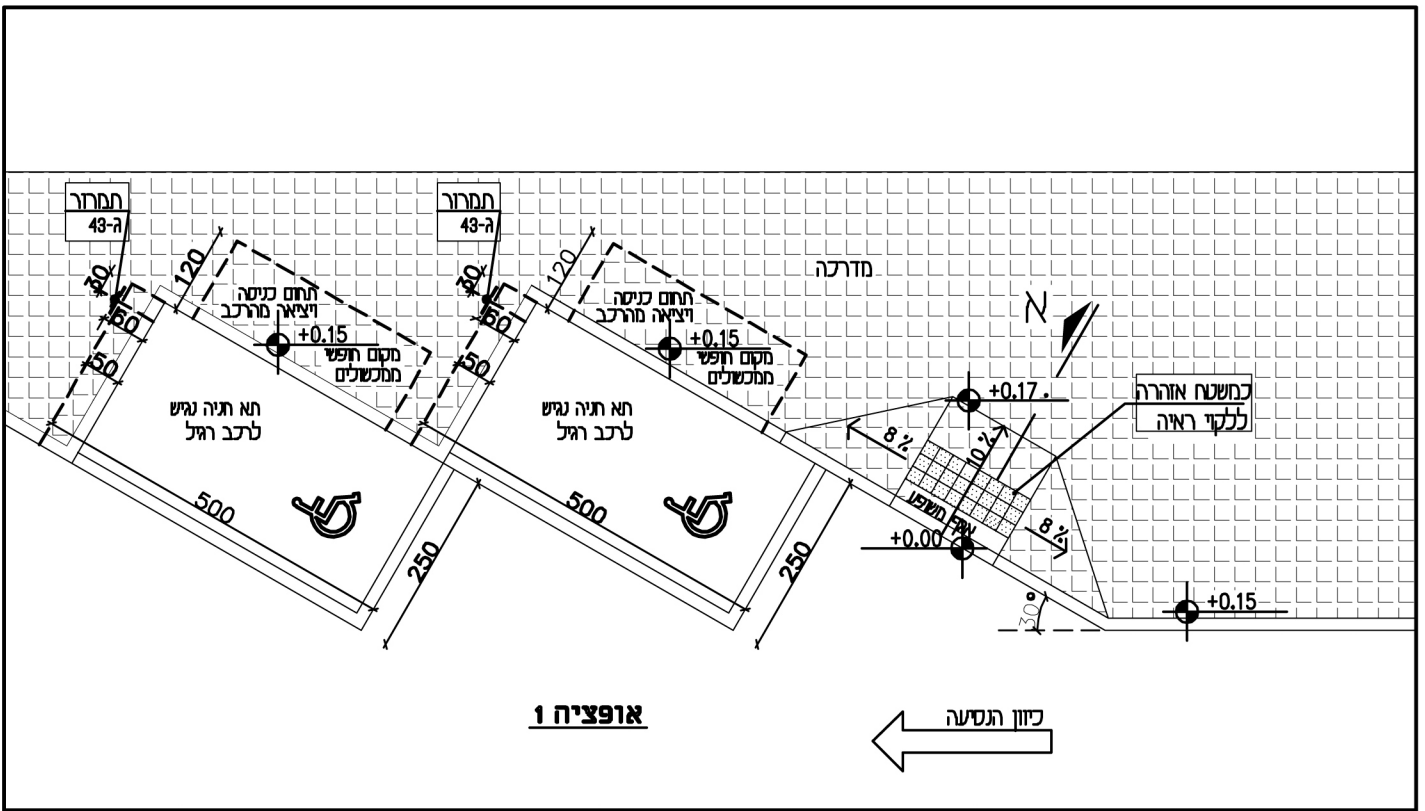 תמרור
ג-43
תמרור
ג-43
מדרכה
120
30
60
50
תחום כניסה
ויציאה מהרכב
+0.15
מקום חופשי
ממכשולים
תא חניה נגיש
לרכב רגיל
500
250
120
30
60
50
תחום כניסה
ויציאה מהרכב
+0.15
מקום חופשי
ממכשולים
תא חניה נגיש
לרכב רגיל
500
250
א
+0.17
משטח אזהרה
ללקוי ראיה
8%
10%
8%
+0.00
+0.15
30°
אופציה 1
כיוון הנסיעה